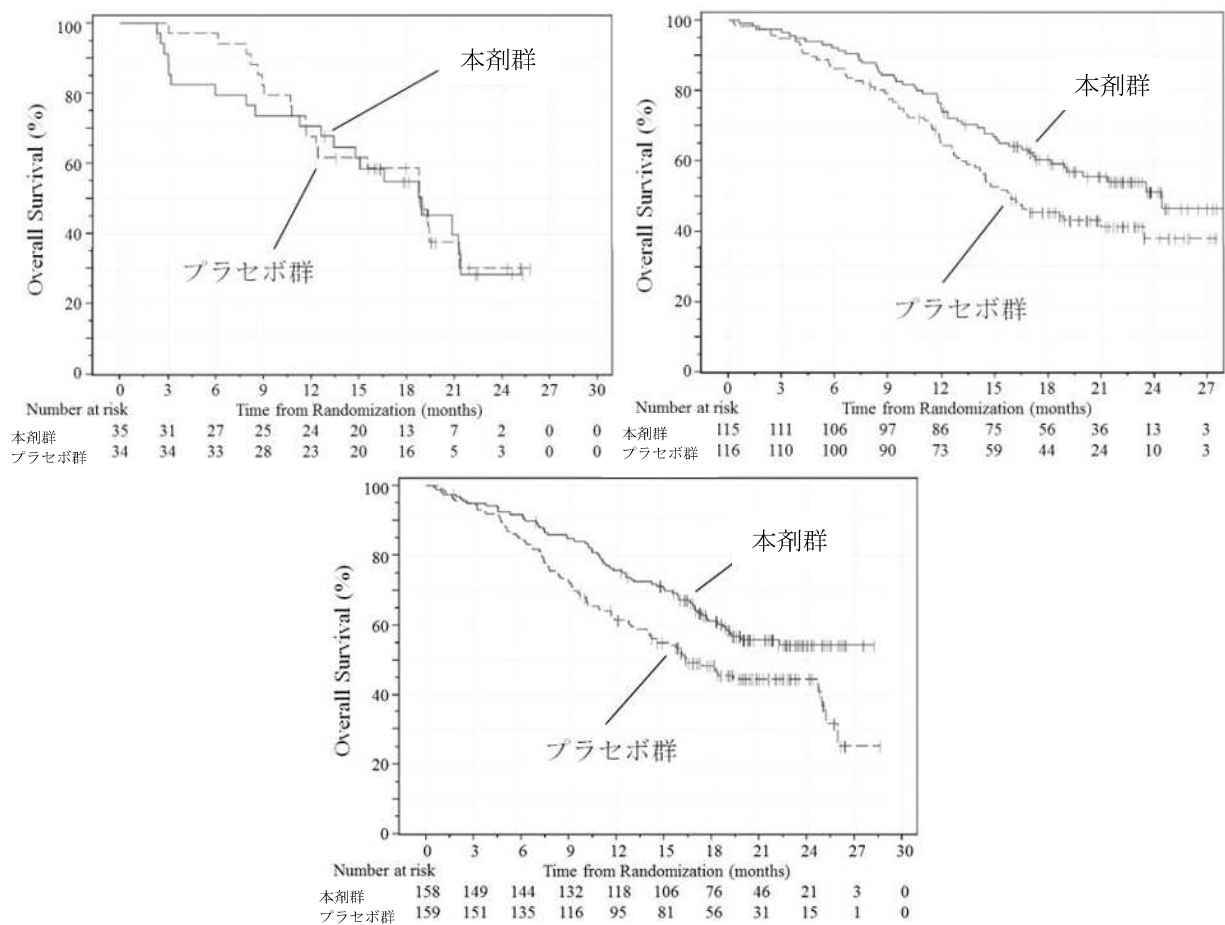 100
80
60
40
20
0
Overall Survival (%)
本剤群
プラセボ群
0 3 6 9 12 15 18 21 24 27 30
Number at risk
Time from Randomization (months)
本剤群 35 31 27 25 24 20 13 7 2 0 0
プラセボ群 34 34 33 28 23 20 16 5 3 0 0
100
80
60
40
20
0
Overall Survival (%)
本剤群
プラセボ群
0 3 6 9 12 15 18 21 24 27
Number at risk
Time from Randomization (months)
本剤群 115 111 106 97 86 75 56 36 13 3
プラセボ群 116 110 100 90 73 59 44 24 10 3
100
80
60
40
20
0
Overall Survival (%)
本剤群
プラセボ群
0 3 6 9 12 15 18 21 24 27 30
Number at risk
Time from Randomization (months)
本剤群 158 149 144 132 118 106 76 46 21 3 0
プラセボ群 159 151 135 116 95 81 56 31 15 1 0